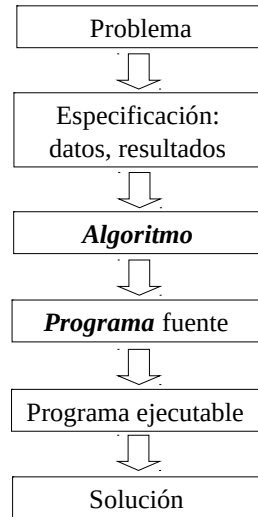 Problema
Especificación:
datos, resultados
Algoritmo
Programa fuente
Programa ejecutable
Solución